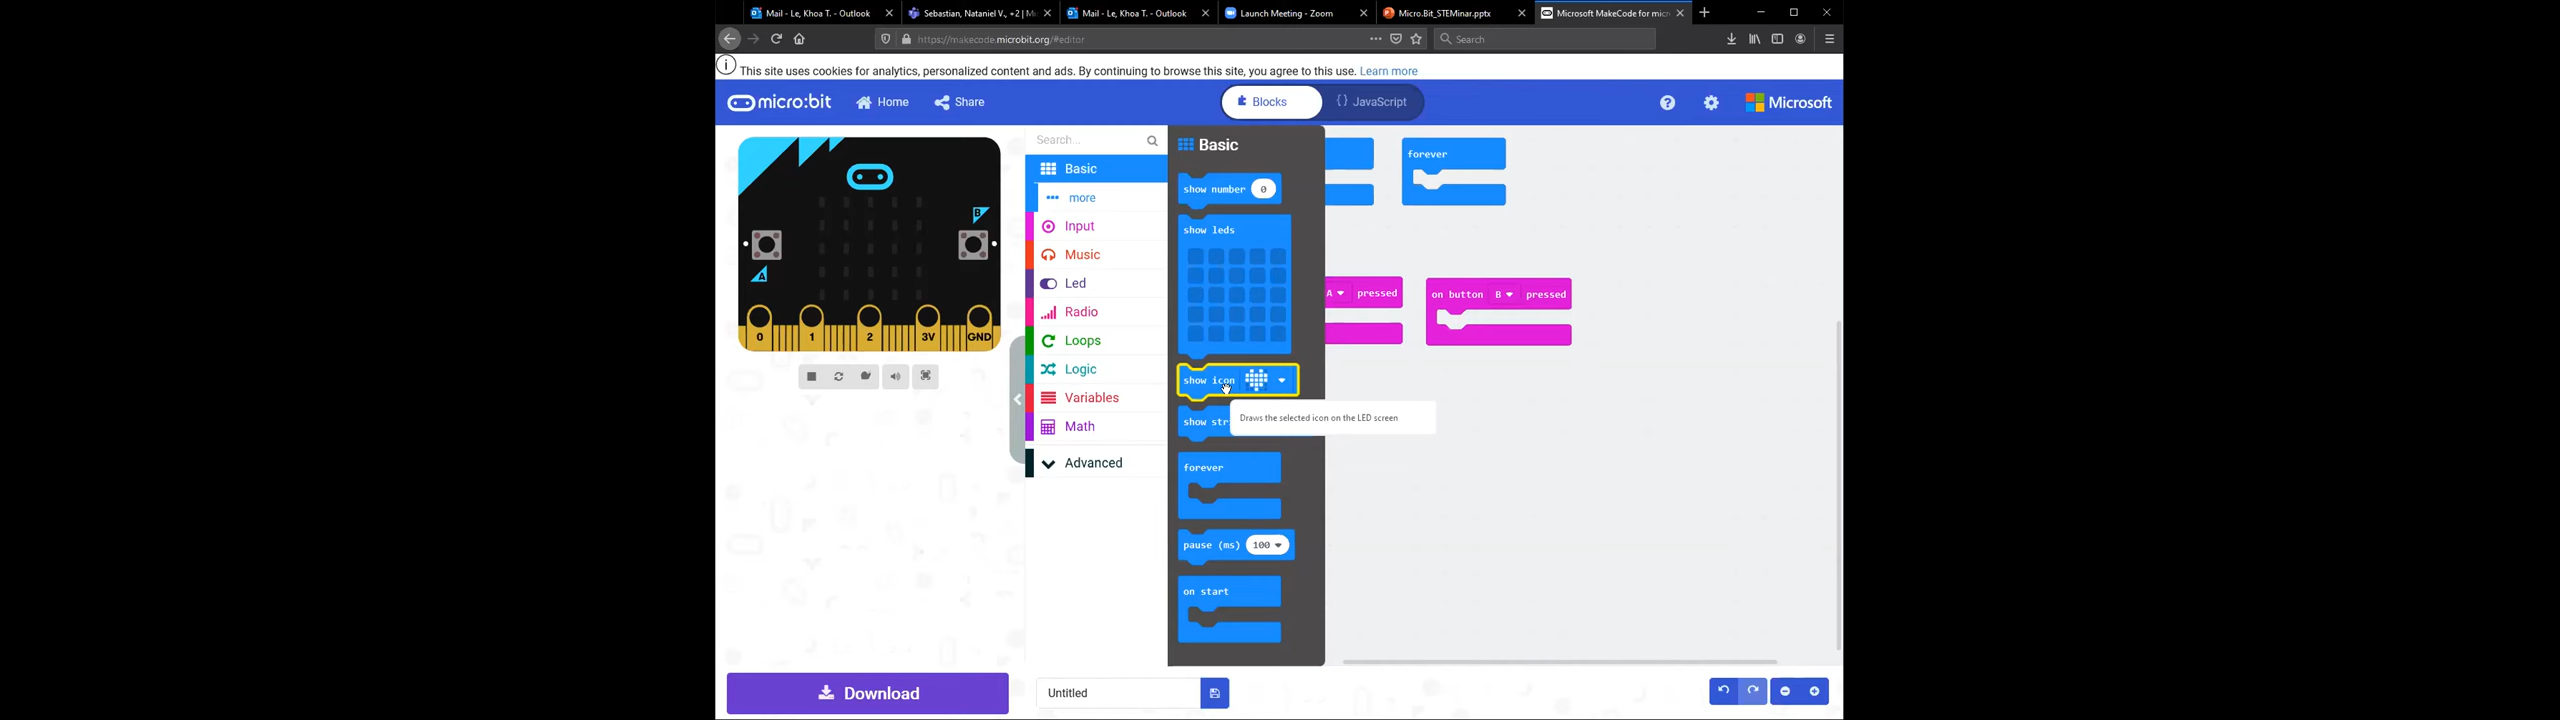 Mail - Le, Khoa T. - Outlook
Sebastian, Nataniel V., +2 | Mi
Mail - Le, Khoa T. - Outlook
Launch Meeting - Zoom
Micro.Bit_STEMinar.pptx
Microsoft MakeCode for micr
https://makecode.microbit.org/#editor
Search
This site uses cookies for analytics, personalized content and ads. By continuing to browse this site, you agree to this use. Learn more
micro:bit
Home
Share
Blocks
{} JavaScript
Microsoft
Search...
Basic
more
Input
Music
Led
Radio
Loops
Logic
Variables
Math
Advanced
A
B
0 1 2 3V GND
Basic
show number 0
show leds
show icon
Draws the selected icon on the LED screen
show stri
forever
pause (ms) 100
on start
forever
A pressed
on button B pressed
Download
Untitled